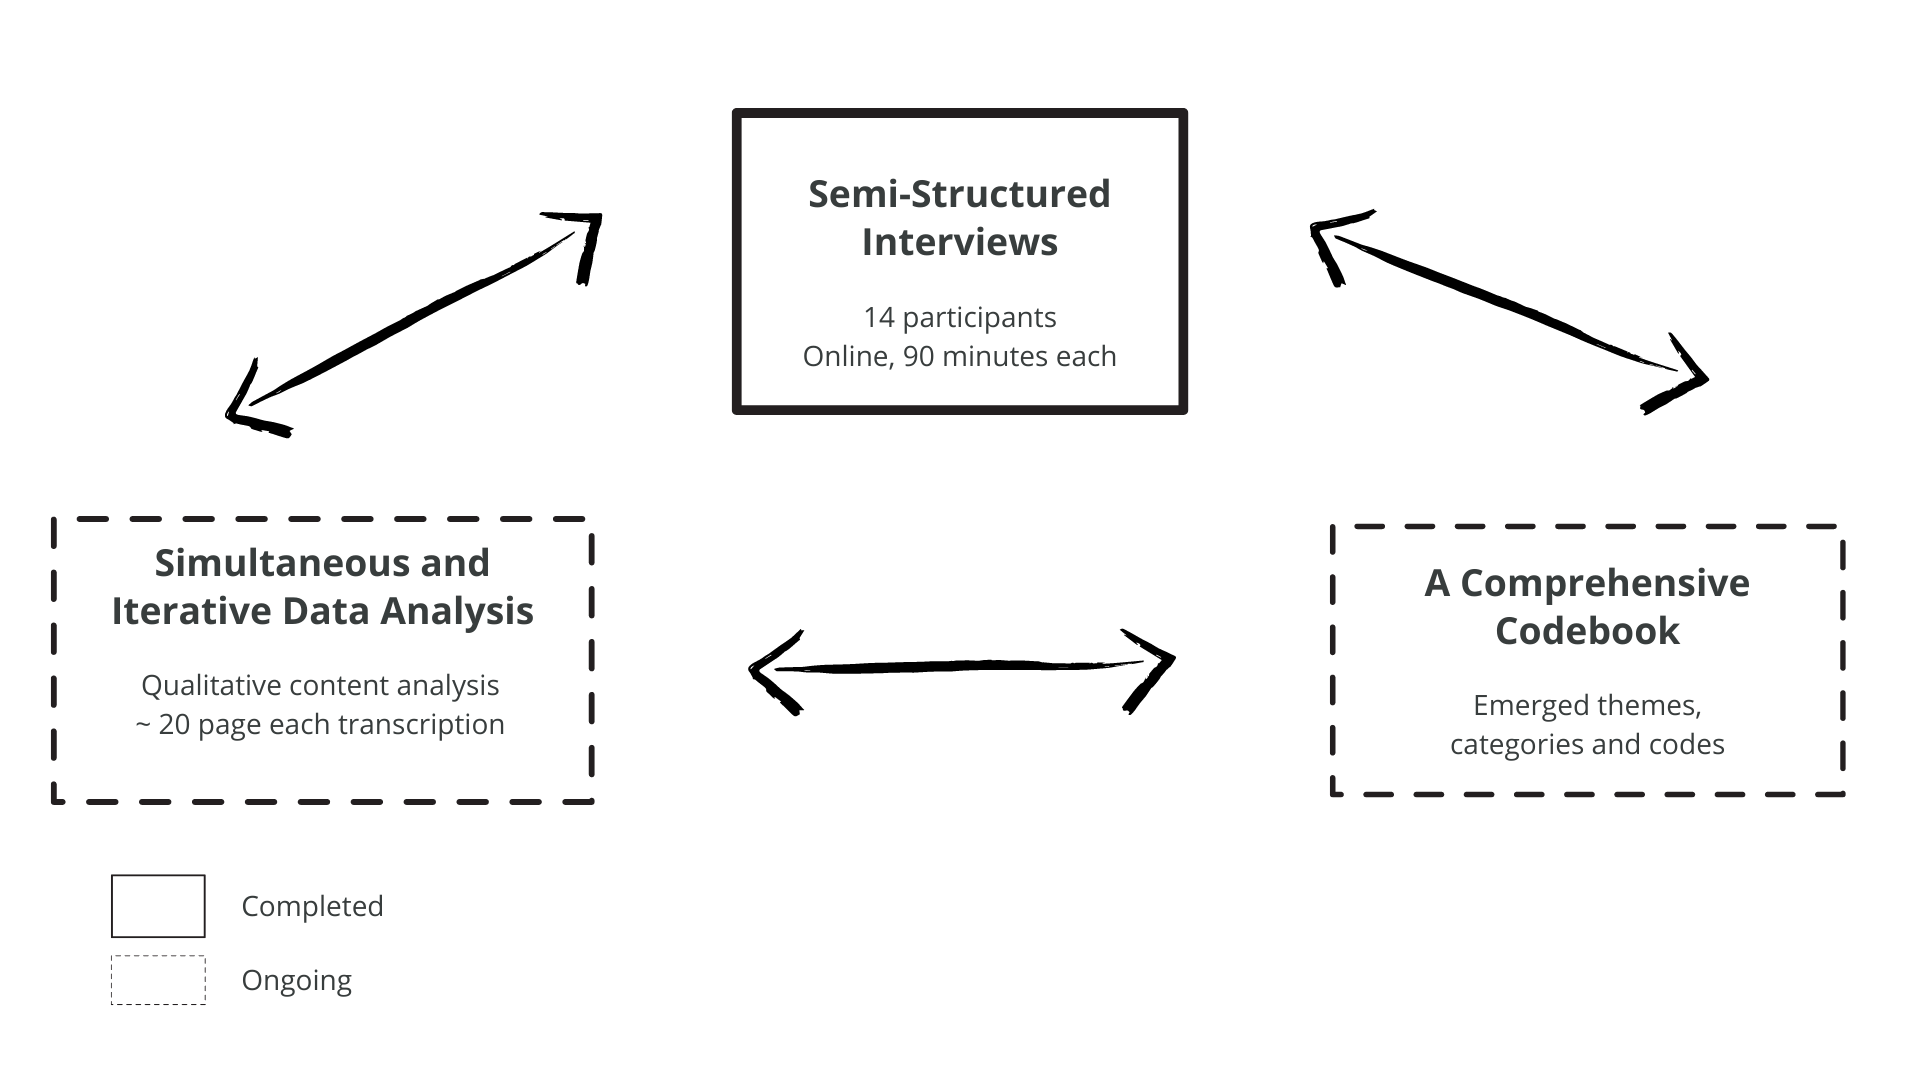 Semi-Structured
Interviews
14 participants
Online, 90 minutes each
Simultaneous and
Iterative Data Analysis
Qualitative content analysis
~ 20 page each transcription
A Comprehensive
Codebook
Emerged themes,
categories and codes
Completed
Ongoing